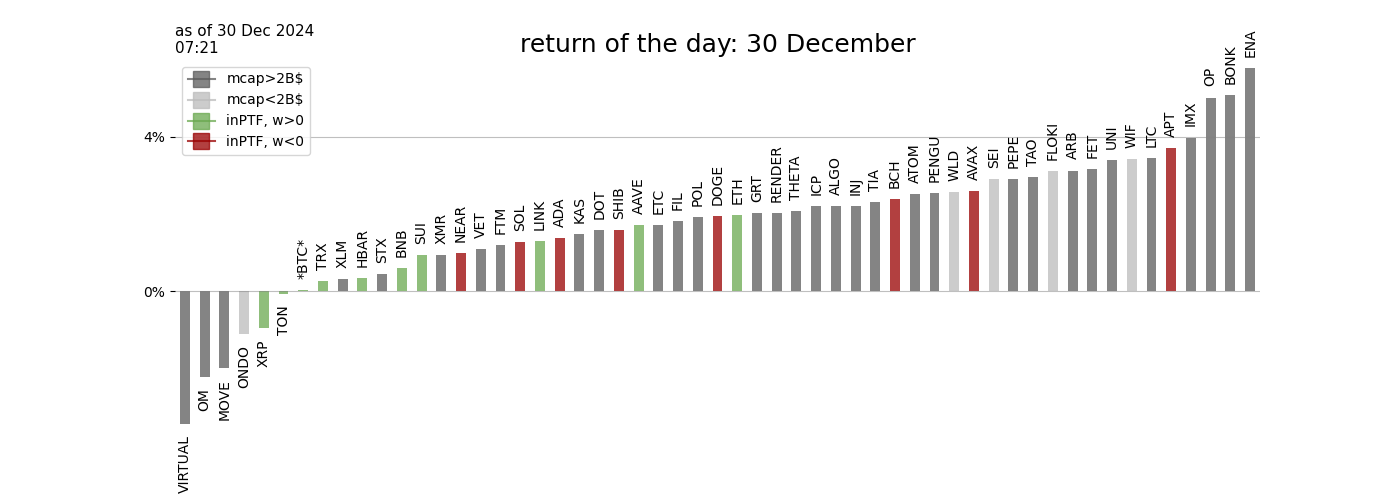 as of 30 Dec 2024
07:21
return of the day: 30 December
mcap>2B$
mcap<2B$
inPTF, w>0
inPTF, w<0
4%
0%
VIRTUAL
OM
MOVE
ONDO
XRP
TON
*BTC*
TRX
XLM
HBAR
STX
BNB
SUI
XMR
NEAR
VET
FTM
SOL
LINK
ADA
KAS
DOT
SHIB
AAVE
ETC
FIL
POL
DOGE
ETH
GRT
RENDER
THETA
ICP
ALGO
INJ
TIA
BCH
ATOM
PENGU
WLD
AVAX
SEI
PEPE
TAO
FLOKI
ARB
FET
UNI
WIF
LTC
APT
IMX
OP
BONK
ENA